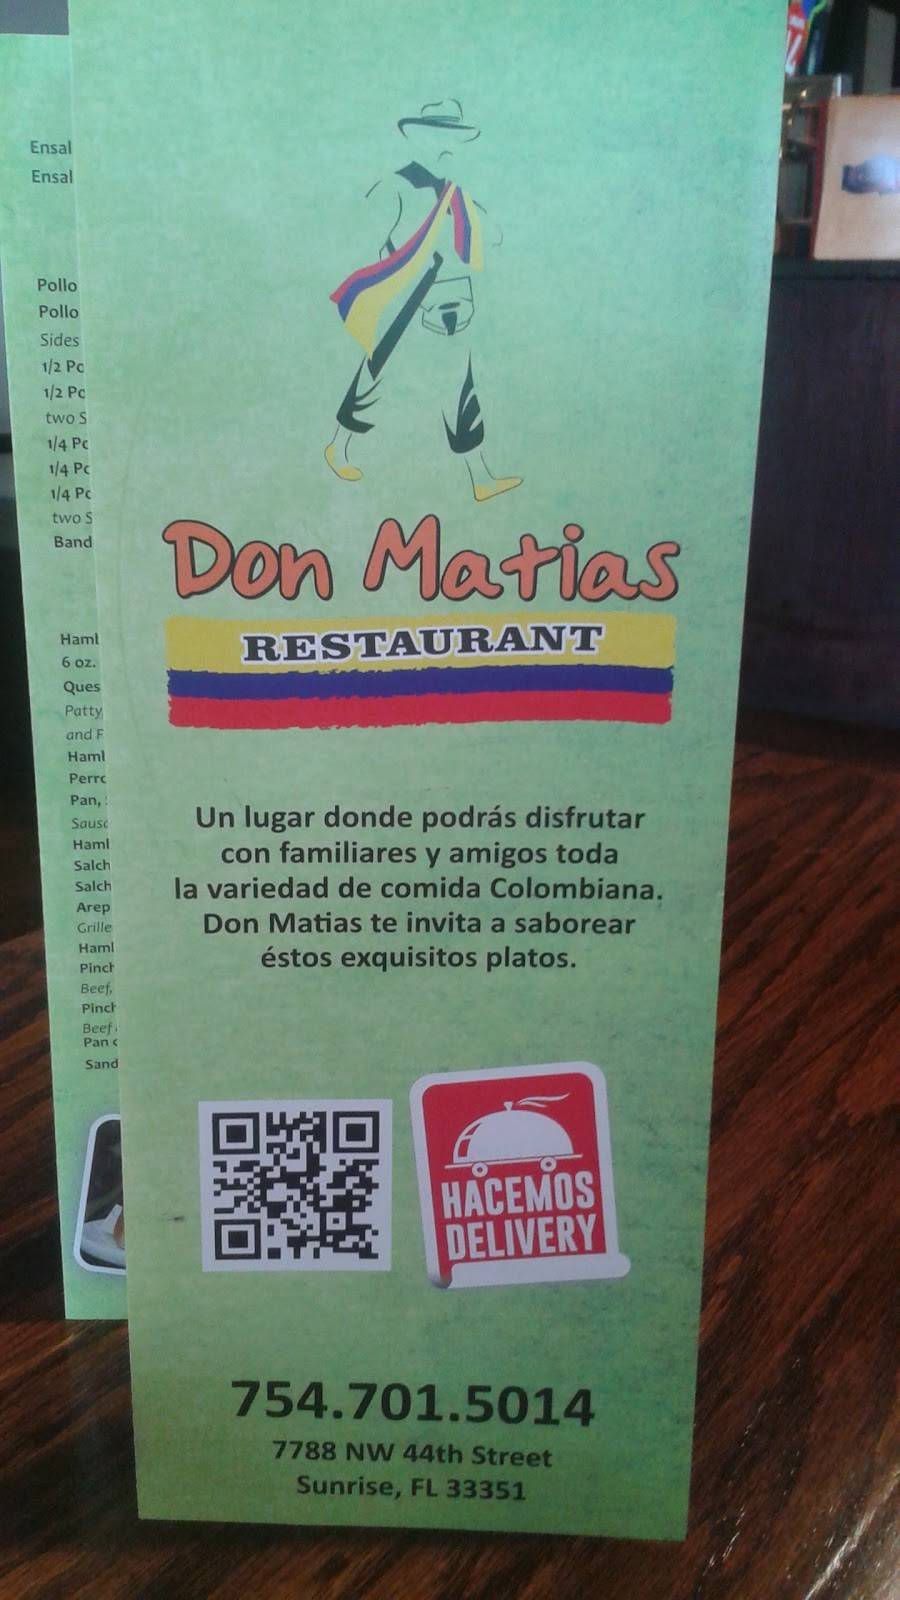 Don Matias
RESTAURANT
Un lugar donde podrás disfrutar
con familiares y amigos toda
la variedad de comida Colombiana.
Don Matias te invita a saborear
éstos exquisitos platos.
HACEMOS
DELIVERY
754.701.5014
7788 NW 44th Street
Sunrise, FL 33351
Ensal
Ensal
Pollo
Pollo
Sides
1/2 Po
1/2 Po
two S
1/4 Po
1/4 Po
1/4 Po
two S
Band
Haml
6 oz.
Ques
Patty
and F
Haml
Perro
Pan,
Sausa
Haml
Salch
Salch
Arep
Grille
Haml
Pinch
Beef,
Pinch
Beef
Pan
Sand